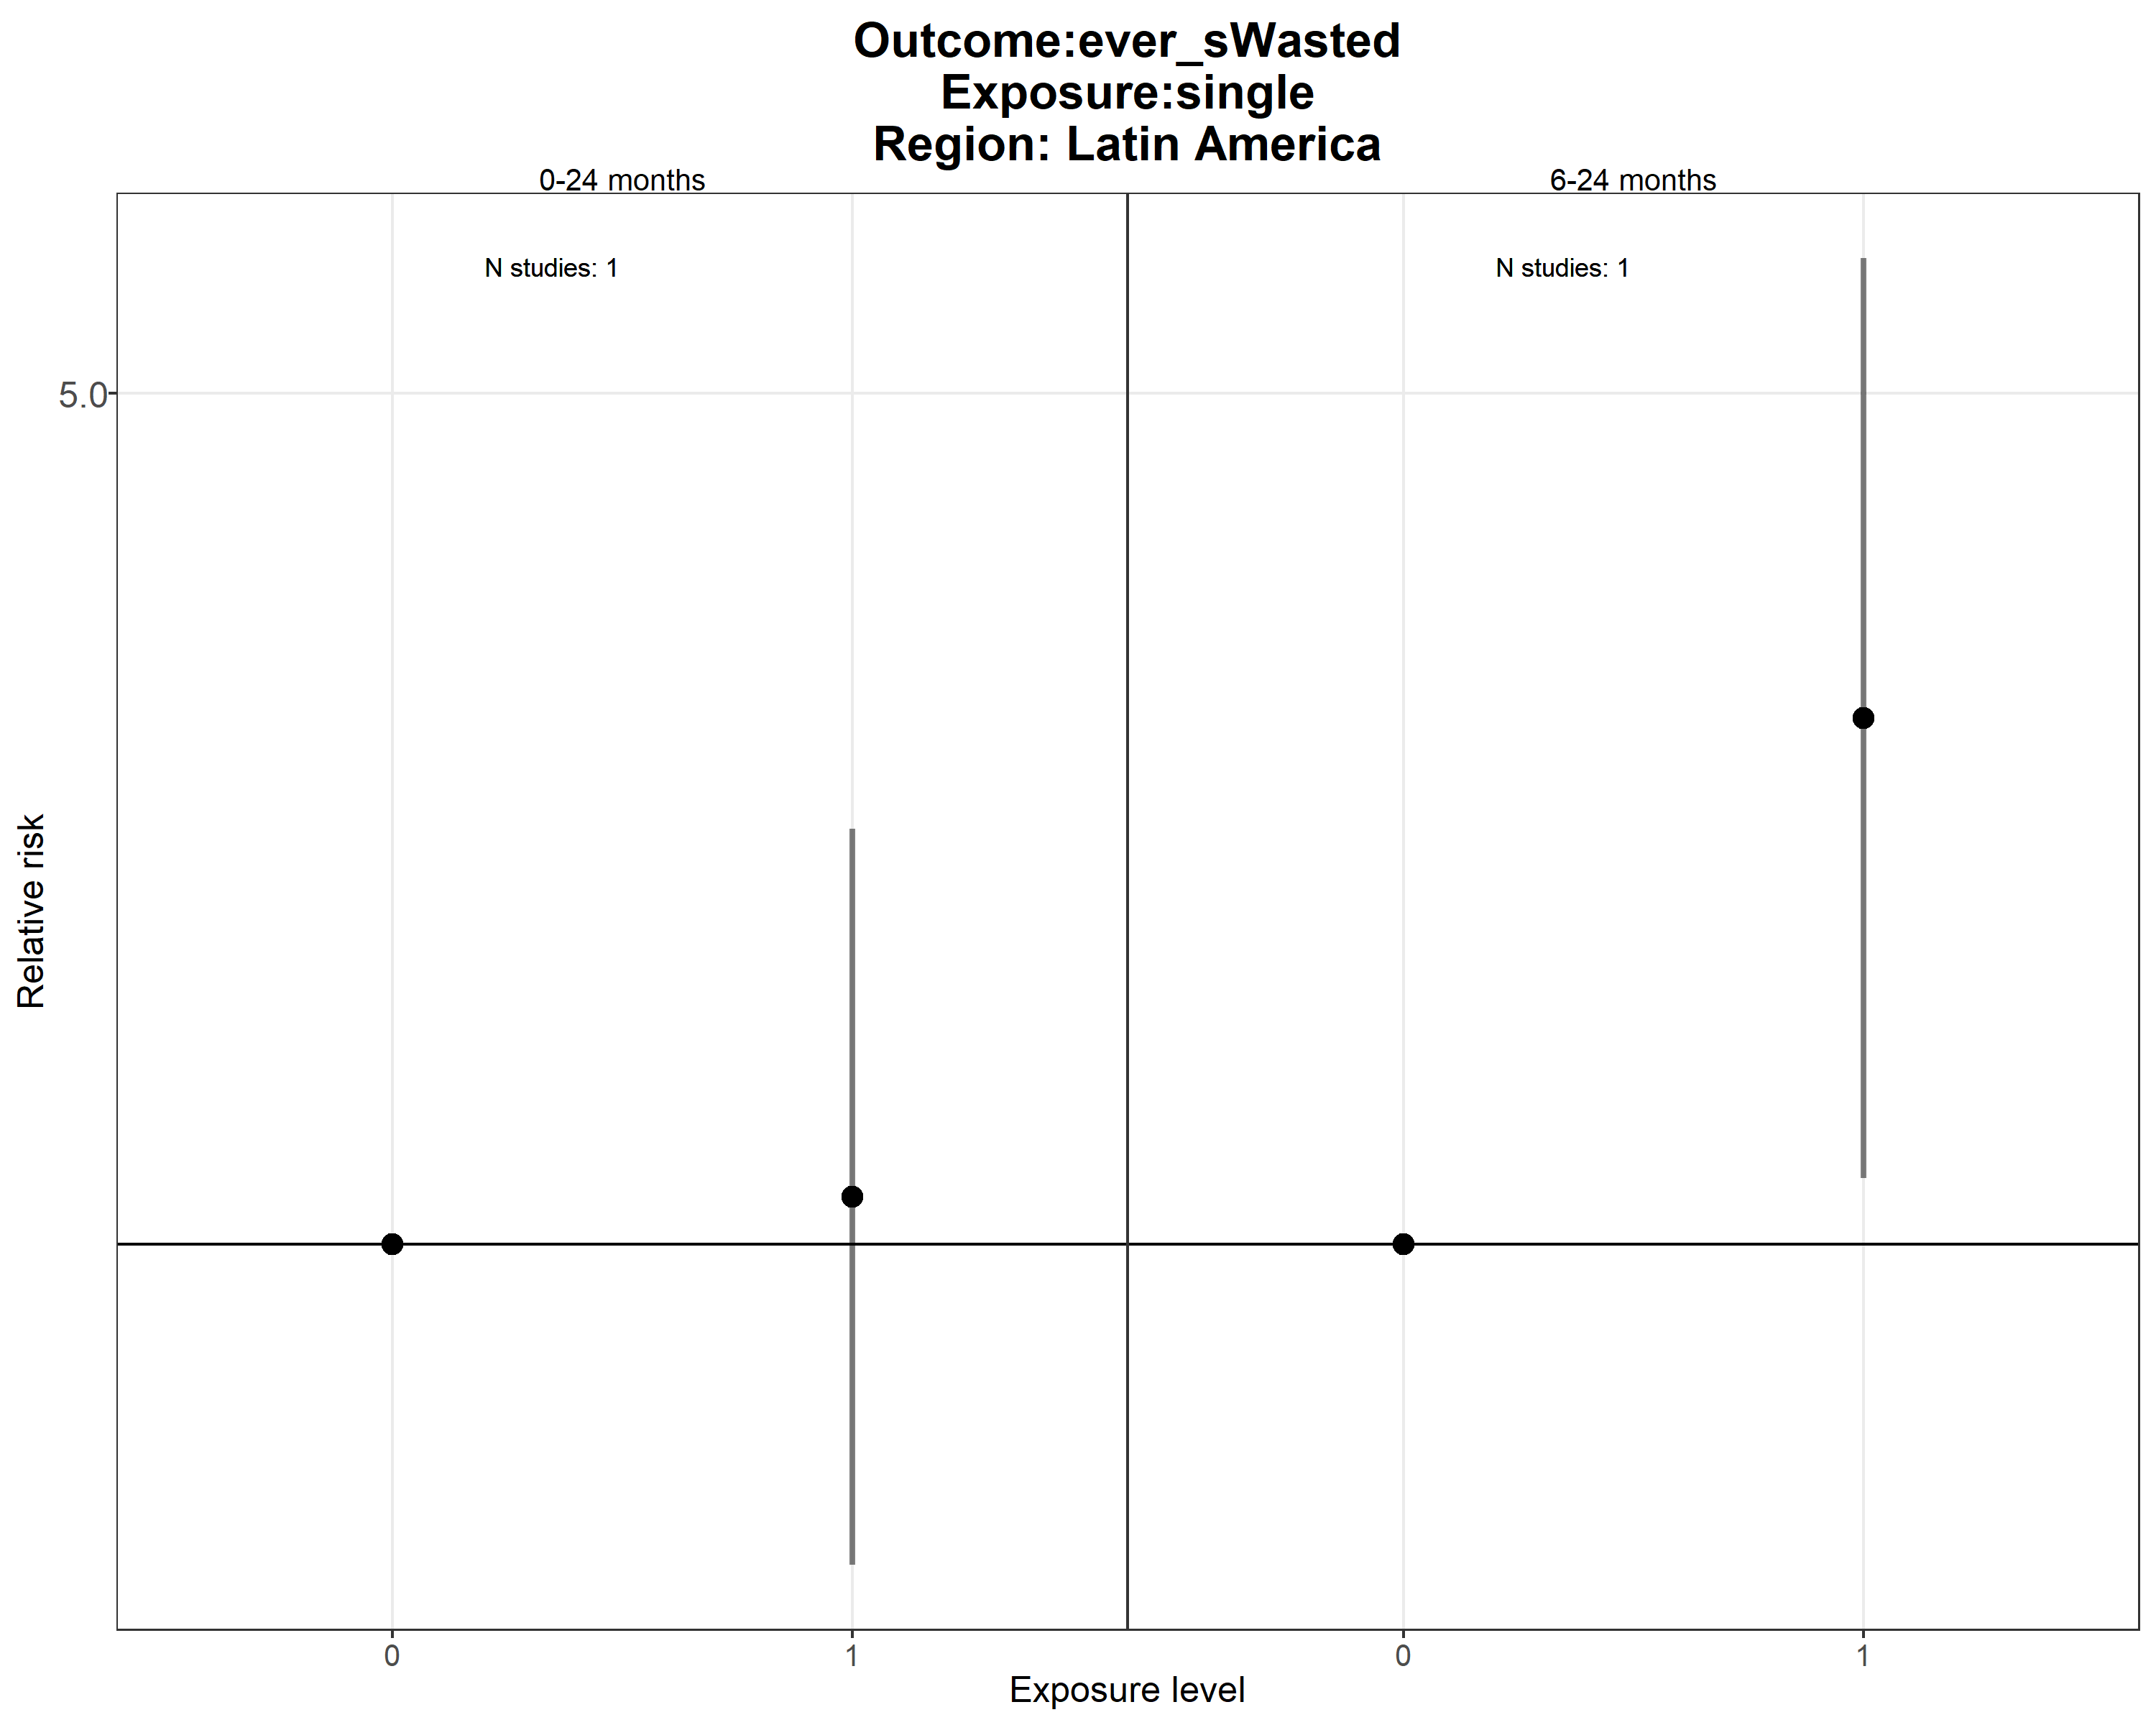 Outcome:ever_sWasted
Exposure:single
Region: Latin America
0-24 months
6-24 months
N studies: 1
N studies: 1
5.0
Relative risk
0
1
0
1
Exposure level